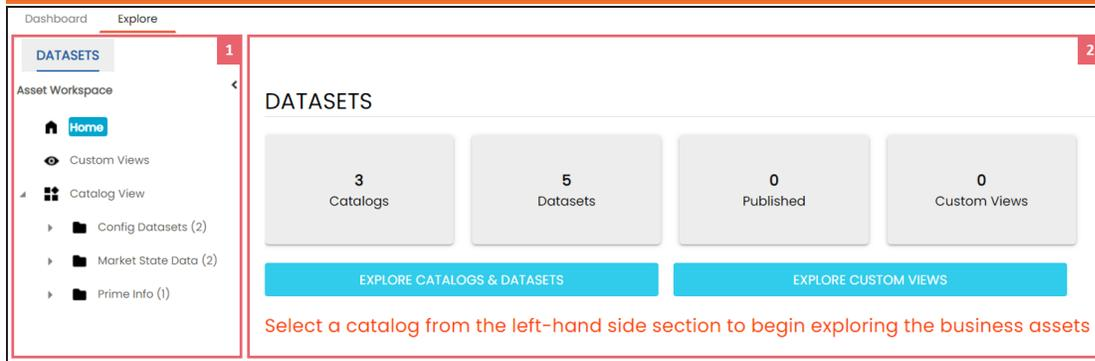 Dashboard Explore
DATASETS 1
Asset Workspace
Home
Custom Views
Catalog View
Config Datasets (2)
Market State Data (2)
Prime Info (1)
2
DATASETS
3 5 0 0
Catalogs Datasets Published Custom Views
EXPLORE CATALOGS & DATASETS EXPLORE CUSTOM VIEWS
Select a catalog from the left-hand side section to begin exploring the business assets